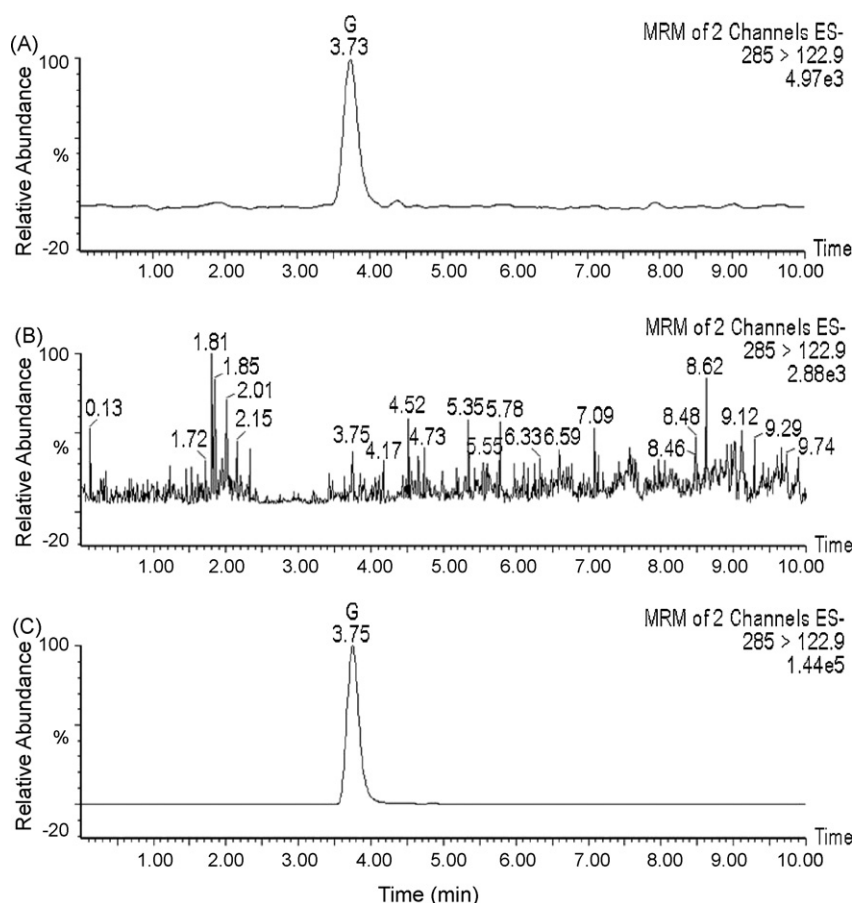 (A)
G
3.73
MRM of 2 Channels ES-
285 > 122.9
4.97e3
100
%
-20
Relative Abundance
1.00 2.00 3.00 4.00 5.00 6.00 7.00 8.00 9.00 10.00
Time
(B)
MRM of 2 Channels ES-
285 > 122.9
2.88e3
100
%
-20
Relative Abundance
0.13
1.72
1.81
1.85
2.01
2.15
3.75
4.17
4.52
4.73
5.35
5.55
5.78
6.33
6.59
7.09
8.46
8.48
8.62
9.12
9.29
9.74
1.00 2.00 3.00 4.00 5.00 6.00 7.00 8.00 9.00 10.00
Time
(C)
G
3.75
MRM of 2 Channels ES-
285 > 122.9
1.44e5
100
%
-20
Relative Abundance
1.00 2.00 3.00 4.00 5.00 6.00 7.00 8.00 9.00 10.00
Time
Time (min)